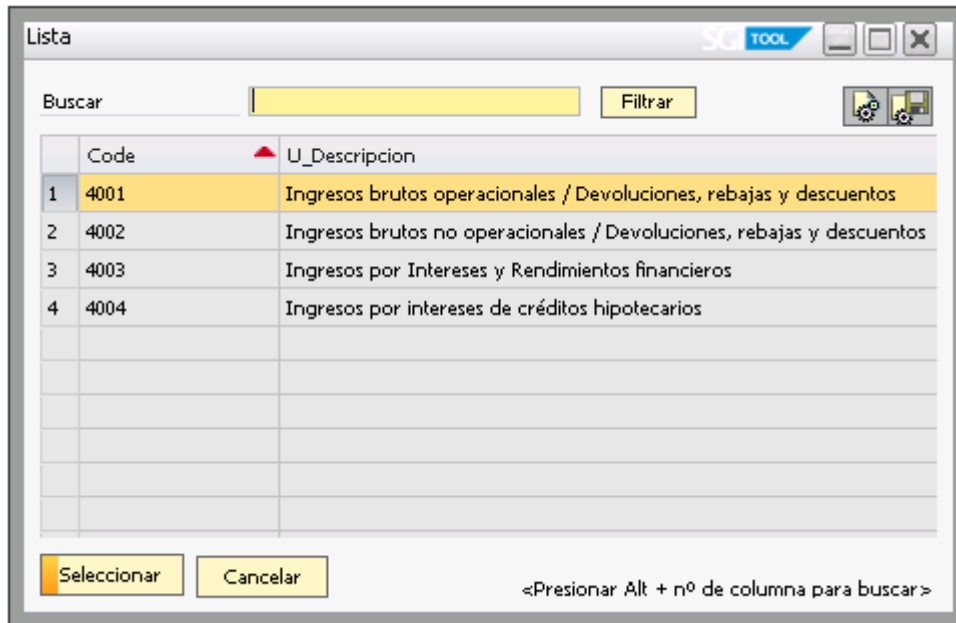 Lista SGI TOOL
Buscar Filtrar
Code U_Descripcion
1 4001 Ingresos brutos operacionales / Devoluciones, rebajas y descuentos
2 4002 Ingresos brutos no operacionales / Devoluciones, rebajas y descuentos
3 4003 Ingresos por Intereses y Rendimientos financieros
4 4004 Ingresos por intereses de créditos hipotecarios
Seleccionar Cancelar <Presionar Alt + nº de columna para buscar>